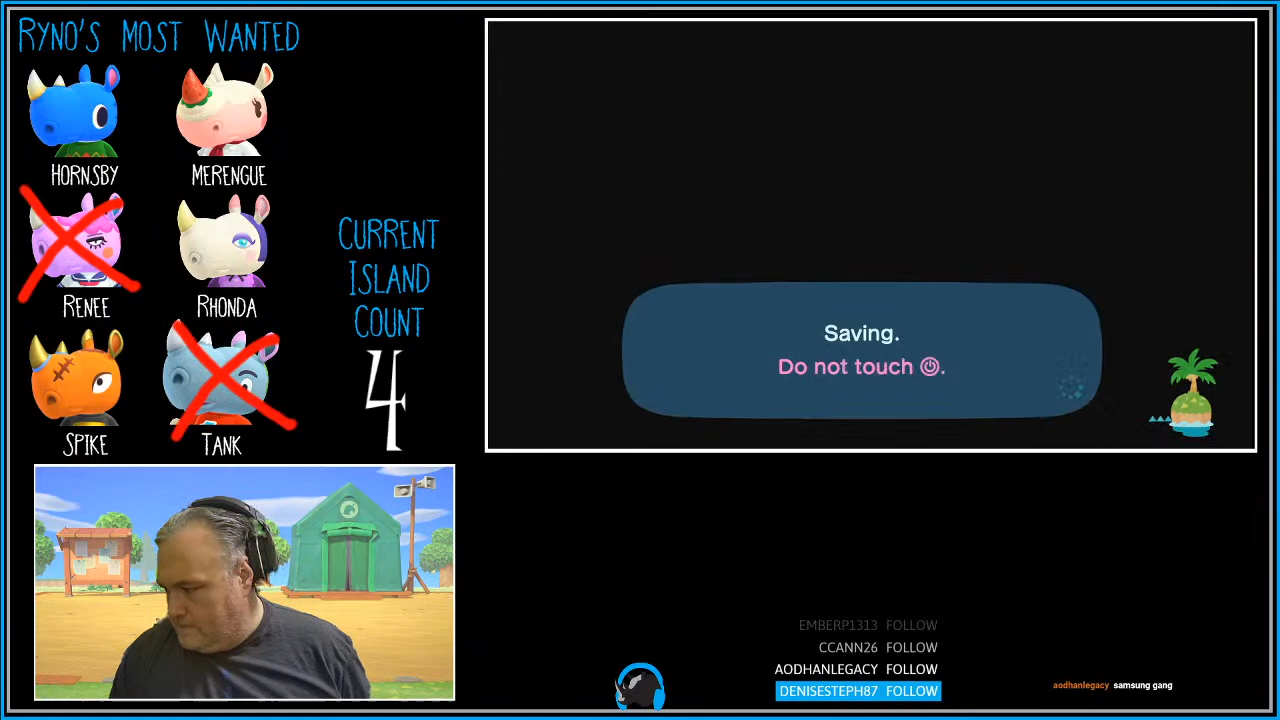 RYNO'S MOST WANTED
HORNSBY
MERENGUE
RENEE
RHONDA
SPIKE
TANK
CURRENT
ISLAND
COUNT
4
Saving.
Do not touch ⏻.
EMBERP1313 FOLLOW
CCANN26 FOLLOW
AODHANLEGACY FOLLOW
DENISESTEPH87 FOLLOW
aodhanlegacy samsung gang